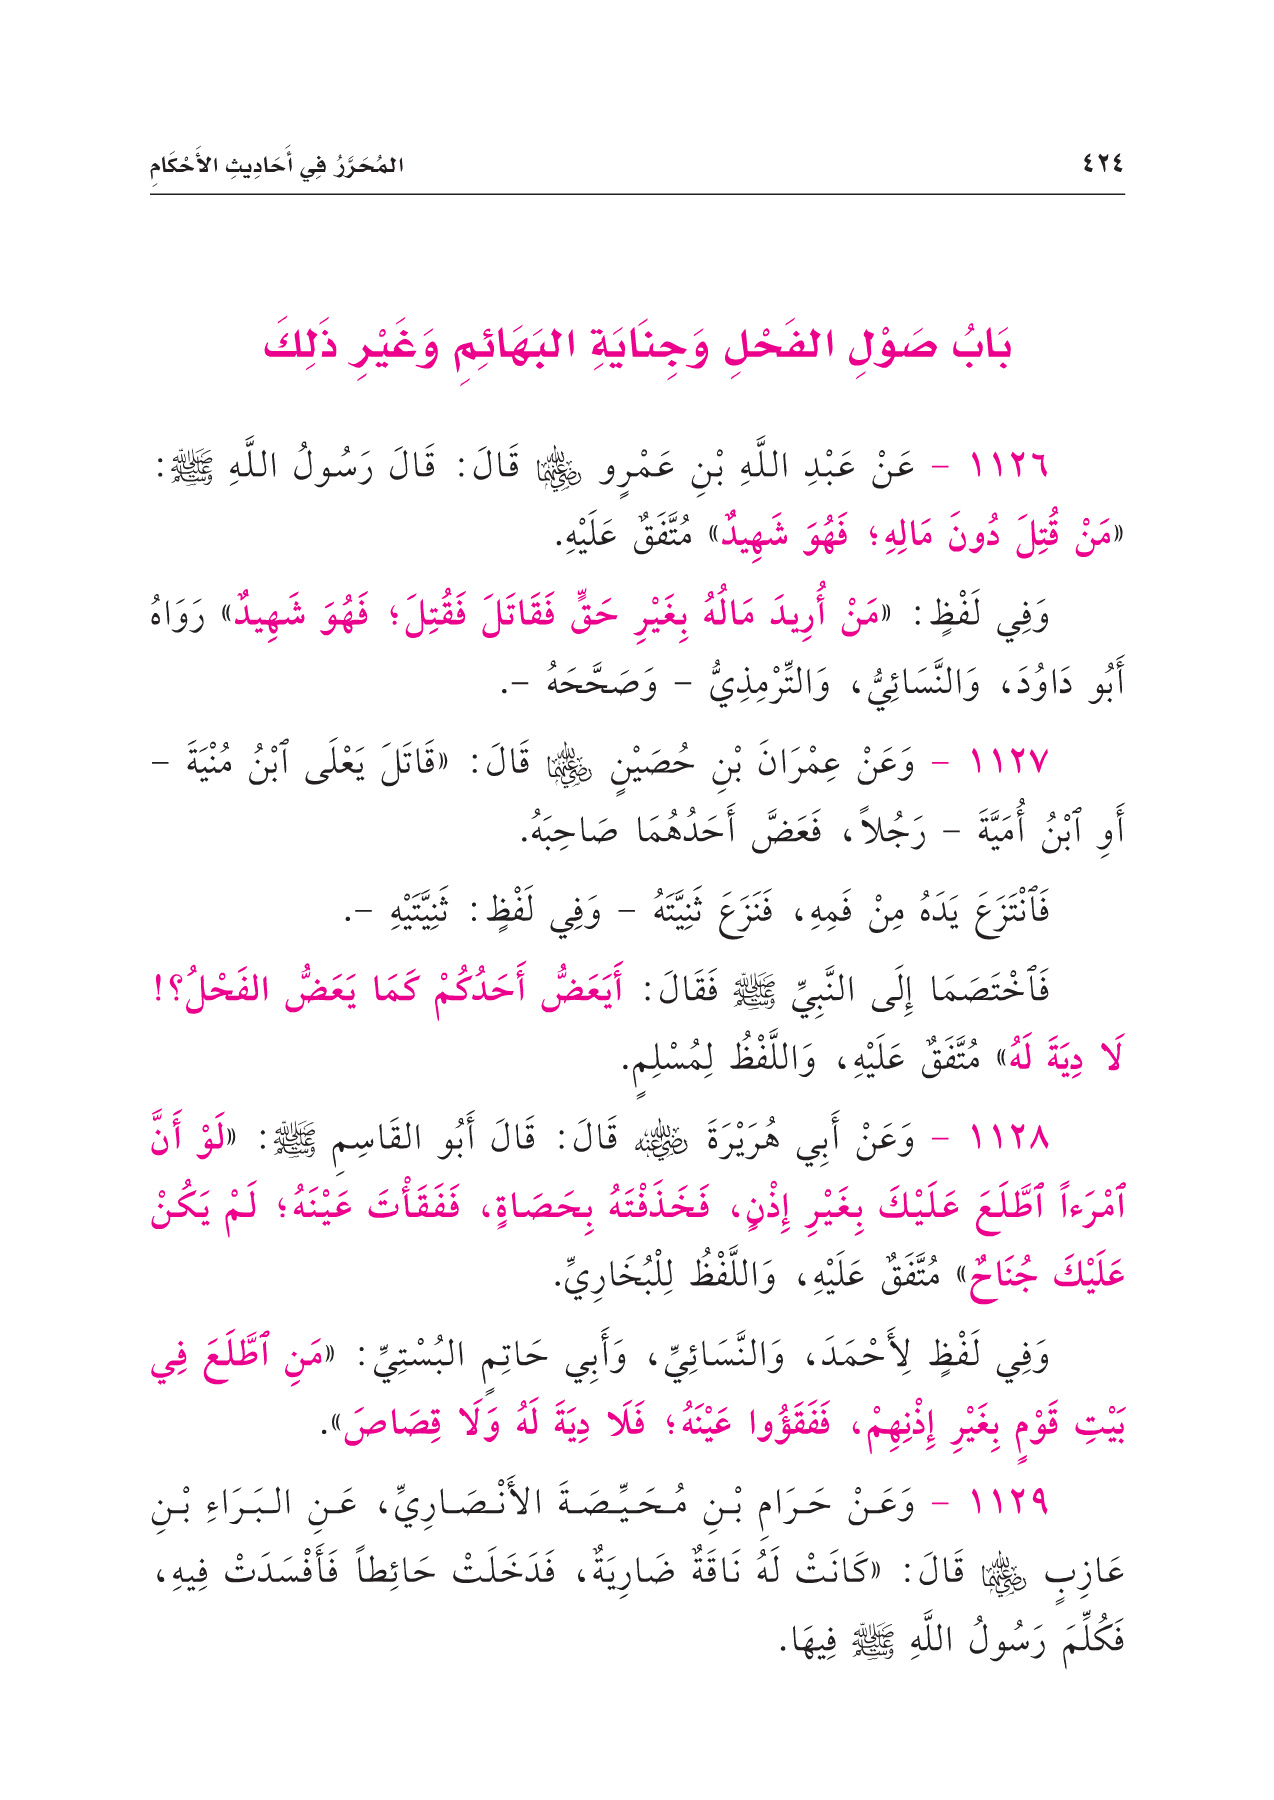 ٤٢٤ المُحَرَّرُ فِي أَحَادِيثِ الأَحْكَامِ
بَابُ صَوْلِ الفَحْلِ وَجِنَايَةِ البَهَائِمِ وَغَيْرِ ذَلِكَ
١١٢٦ - عَنْ عَبْدِ اللَّهِ بْنِ عَمْرٍو رضي الله عنهما قَالَ: قَالَ رَسُولُ اللَّهِ ﷺ:
«مَنْ قُتِلَ دُونَ مَالِهِ؛ فَهُوَ شَهِيدٌ» مُتَّفَقٌ عَلَيْهِ.
وَفِي لَفْظٍ: «مَنْ أُرِيدَ مَالُهُ بِغَيْرِ حَقٍّ فَقَاتَلَ فَقُتِلَ؛ فَهُوَ شَهِيدٌ» رَوَاهُ
أَبُو دَاوُدَ، وَالنَّسَائِيُّ، وَالتِّرْمِذِيُّ - وَصَحَّحَهُ -.
١١٢٧ - وَعَنْ عِمْرَانَ بْنِ حُصَيْنٍ رضي الله عنهما قَالَ: «قَاتَلَ يَعْلَى ٱبْنُ مُنْيَةَ -
أَوِ ٱبْنُ أُمَيَّةَ - رَجُلاً، فَعَضَّ أَحَدُهُمَا صَاحِبَهُ.
فَٱنْتَزَعَ يَدَهُ مِنْ فَمِهِ، فَنَزَعَ ثَنِيَّتَهُ - وَفِي لَفْظٍ: ثَنِيَّتَيْهِ -.
فَٱخْتَصَمَا إِلَى النَّبِيِّ ﷺ فَقَالَ: أَيَعَضُّ أَحَدُكُمْ كَمَا يَعَضُّ الفَحْلُ؟!
لَا دِيَةَ لَهُ» مُتَّفَقٌ عَلَيْهِ، وَاللَّفْظُ لِمُسْلِمٍ.
١١٢٨ - وَعَنْ أَبِي هُرَيْرَةَ رضي الله عنه قَالَ: قَالَ أَبُو القَاسِمِ ﷺ: «لَوْ أَنَّ
ٱمْرَءاً ٱطَّلَعَ عَلَيْكَ بِغَيْرِ إِذْنٍ، فَخَذَفْتَهُ بِحَصَاةٍ، فَفَقَأْتَ عَيْنَهُ؛ لَمْ يَكُنْ
عَلَيْكَ جُنَاحٌ» مُتَّفَقٌ عَلَيْهِ، وَاللَّفْظُ لِلْبُخَارِيِّ.
وَفِي لَفْظٍ لِأَحْمَدَ، وَالنَّسَائِيِّ، وَأَبِي حَاتِمٍ البُسْتِيِّ: «مَنِ ٱطَّلَعَ فِي
بَيْتِ قَوْمٍ بِغَيْرِ إِذْنِهِمْ، فَفَقَؤُوا عَيْنَهُ؛ فَلَا دِيَةَ لَهُ وَلَا قِصَاصَ».
١١٢٩ - وَعَنْ حَرَامِ بْنِ مُحَيِّصَةَ الأَنْصَارِيِّ، عَنِ البَرَاءِ بْنِ
عَازِبٍ رضي الله عنهما قَالَ: «كَانَتْ لَهُ نَاقَةٌ ضَارِيَةٌ، فَدَخَلَتْ حَائِطاً فَأَفْسَدَتْ فِيهِ،
فَكُلِّمَ رَسُولُ اللَّهِ ﷺ فِيهَا.